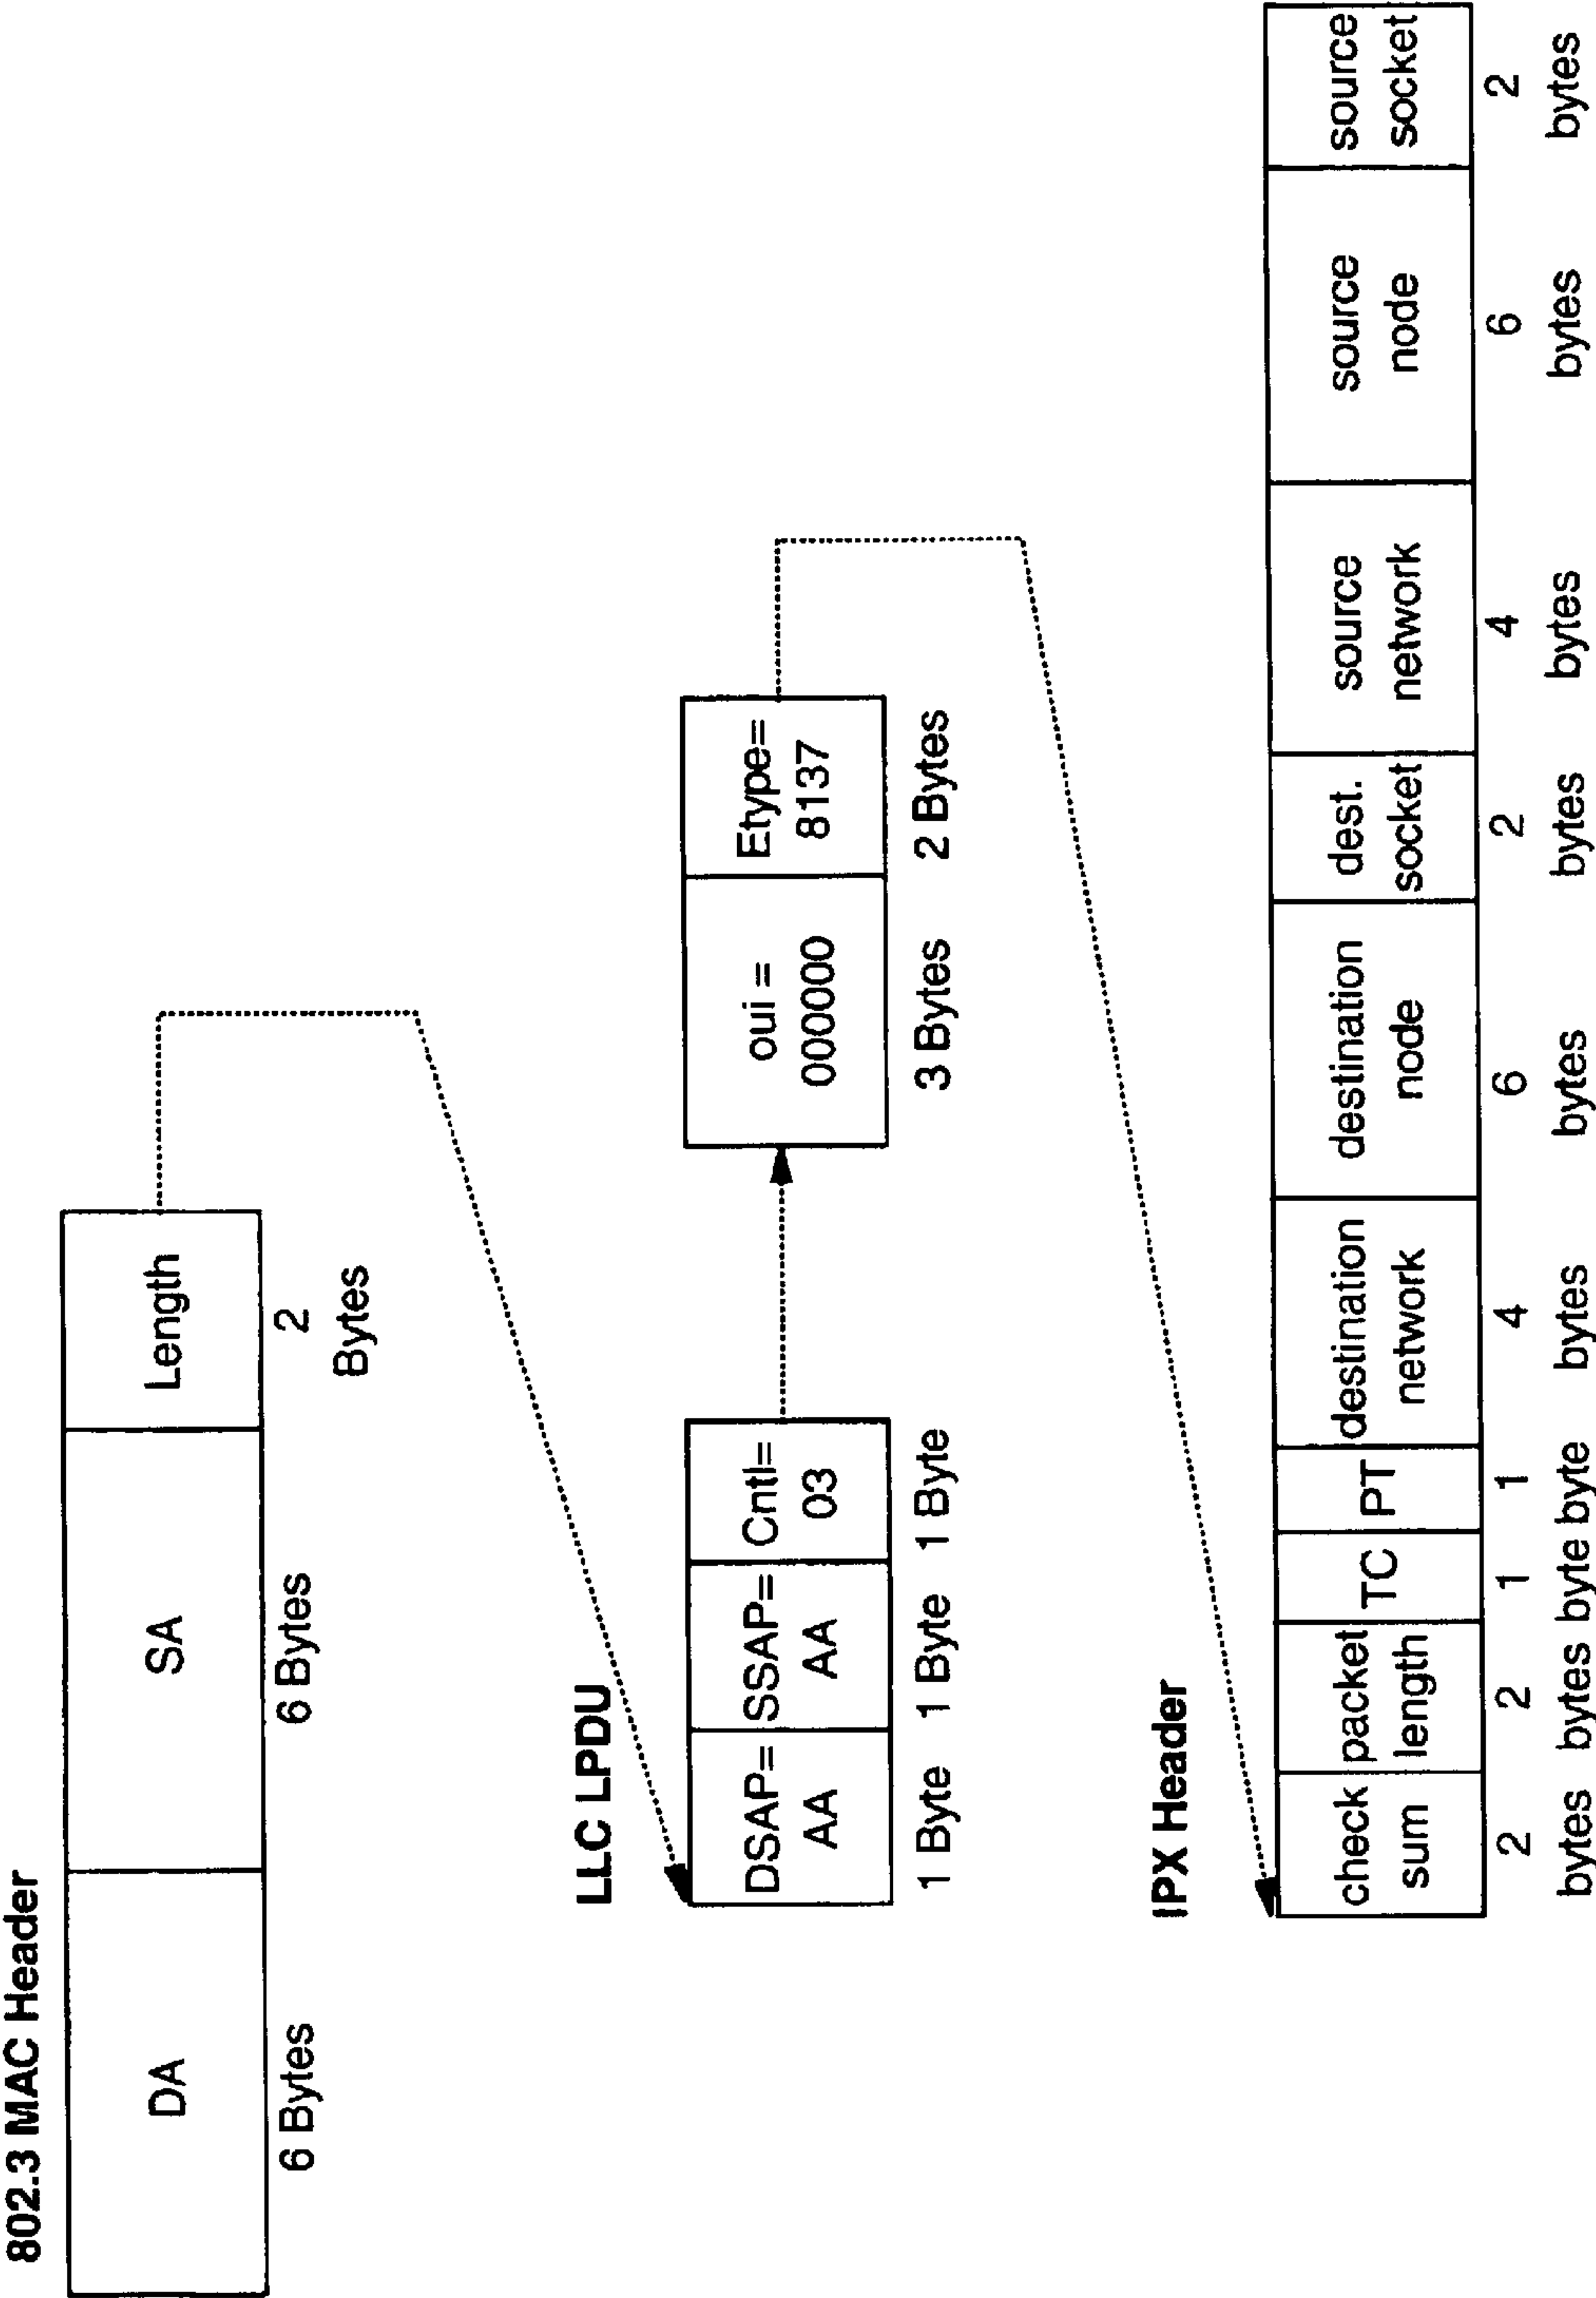 802.3 MAC Header
DA
SA
Length
6 Bytes
6 Bytes
2
Bytes
LLC LPDU
DSAP=
AA
SSAP=
AA
Cntl=
03
1 Byte
1 Byte
1 Byte
oui =
000000
Etype=
8137
3 Bytes
2 Bytes
IPX Header
check
sum
packet
length
TC
PT
destination
network
destination
node
dest.
socket
source
network
source
node
source
socket
2
bytes
2
bytes
1
byte
1
byte
4
bytes
6
bytes
2
bytes
4
bytes
6
bytes
2
bytes